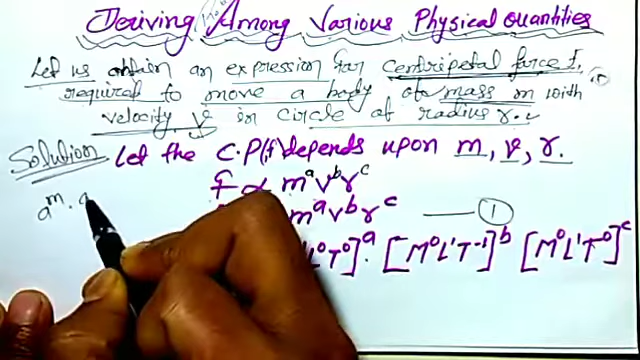 Deriving Among Various Physical Quantities
Let us obtain an expression for centripetal force F,
required to move a body of mass m with
velocity v in circle of radius r.
Solution Let the C.P(f) depends upon m, v, r.
F ∝ mᵃvᵇrᶜ
mᵃvᵇrᶜ —— ①
aᵐ. a
L⁰T⁰]ᵃ. [M⁰L¹T⁻¹]ᵇ [M⁰L¹T⁰]ᶜ